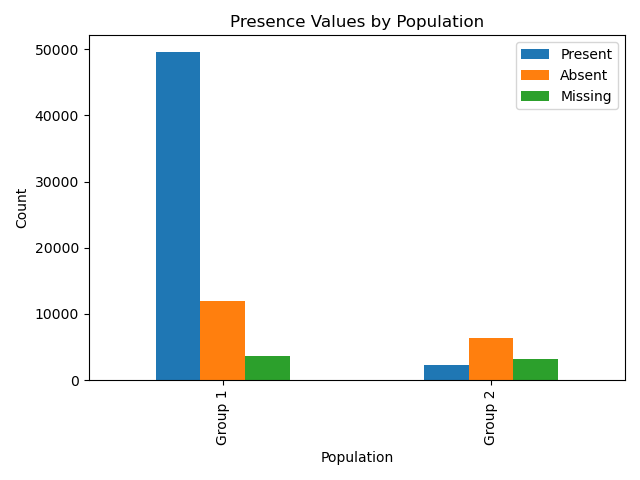 Presence Values by Population
Present
Absent
Missing
50000
40000
30000
20000
10000
0
Count
Group 1
Group 2
Population